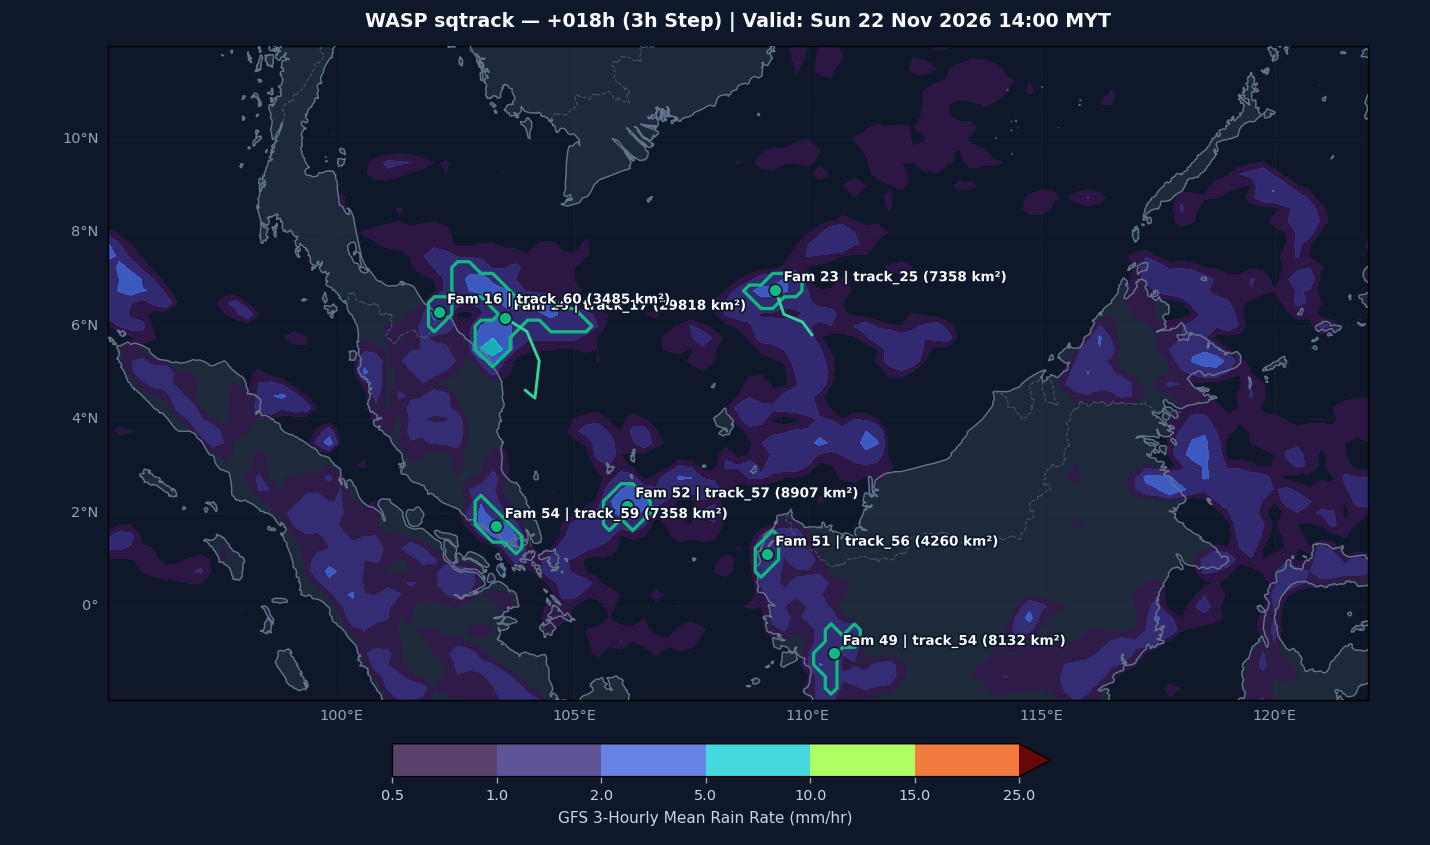 WASP sqtrack — +018h (3h Step) | Valid: Sun 22 Nov 2026 14:00 MYT
10°N
8°N
Fam 23 | track_25 (7358 km²)
Fam 16 | track_60 (3485 km²)
track_17 (29818 km²)
6°N
4°N
Fam 52 | track_57 (8907 km²)
2°N
Fam 54 | track_59 (7358 km²)
Fam 51 | track_56 (4260 km²)
0°
Fam 49 | track_54 (8132 km²)
100°E 105°E 110°E 115°E 120°E
0.5 1.0 2.0 5.0 10.0 15.0 25.0
GFS 3-Hourly Mean Rain Rate (mm/hr)